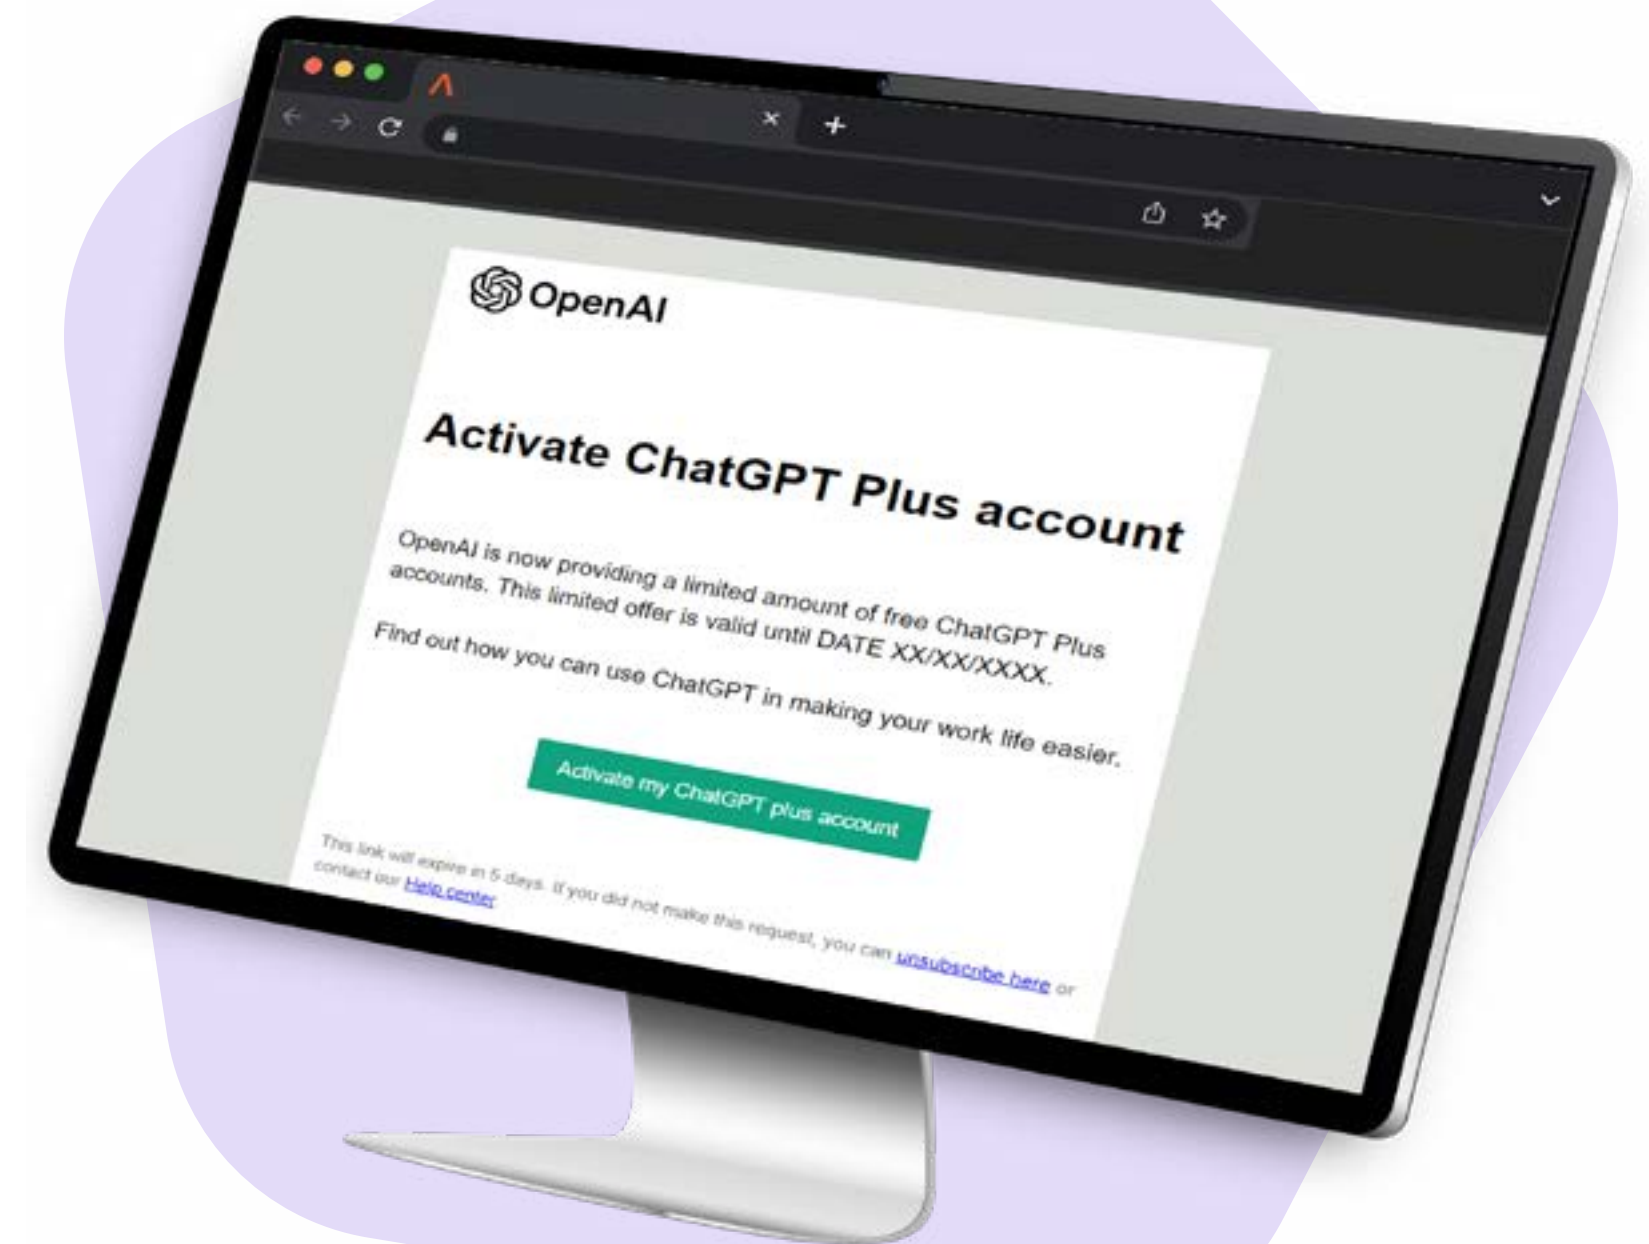 OpenAI
Activate ChatGPT Plus account
OpenAI is now providing a limited amount of free ChatGPT Plus
accounts. This limited offer is valid until DATE XX/XX/XXXX.
Find out how you can use ChatGPT in making your work life easier.
Activate my ChatGPT plus account
This link will expire in 5 days. If you did not make this request, you can unsubscribe here or
contact our Help center